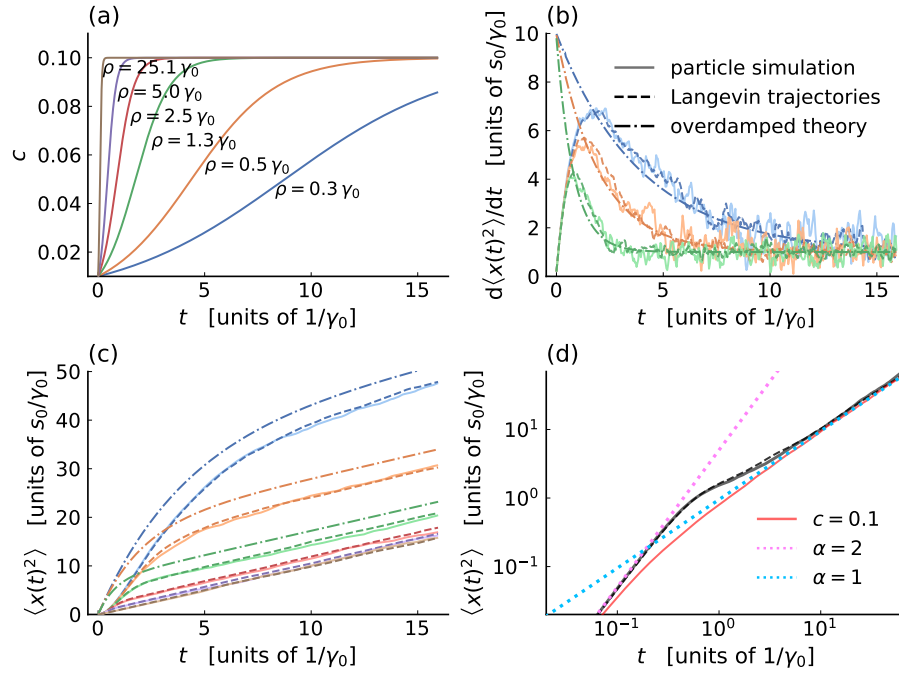 (a)
c
0.10
0.08
0.06
0.04
0.02
ρ = 25.1 γ₀
ρ = 5.0 γ₀
ρ = 2.5 γ₀
ρ = 1.3 γ₀
ρ = 0.5 γ₀
ρ = 0.3 γ₀
0 5 10 15
t [units of 1/γ₀]
(b)
d⟨x(t)²⟩/dt [units of s₀/γ₀]
10
8
6
4
2
0
particle simulation
Langevin trajectories
overdamped theory
0 5 10 15
t [units of 1/γ₀]
(c)
⟨x(t)²⟩ [units of s₀/γ₀]
50
40
30
20
10
0
0 5 10 15
t [units of 1/γ₀]
(d)
⟨x(t)²⟩ [units of s₀/γ₀]
10¹
10⁰
10⁻¹
c = 0.1
α = 2
α = 1
10⁻¹ 10⁰ 10¹
t [units of 1/γ₀]